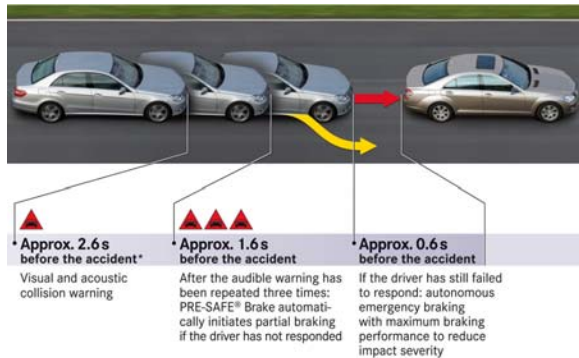 Approx. 2.6s
before the accident*
Visual and acoustic
collision warning
Approx. 1.6s
before the accident
After the audible warning has
been repeated three times:
PRE-SAFE® Brake automati-
cally initiates partial braking
if the driver has not responded
Approx. 0.6s
before the accident
If the driver has still failed
to respond: autonomous
emergency braking
with maximum braking
performance to reduce
impact severity